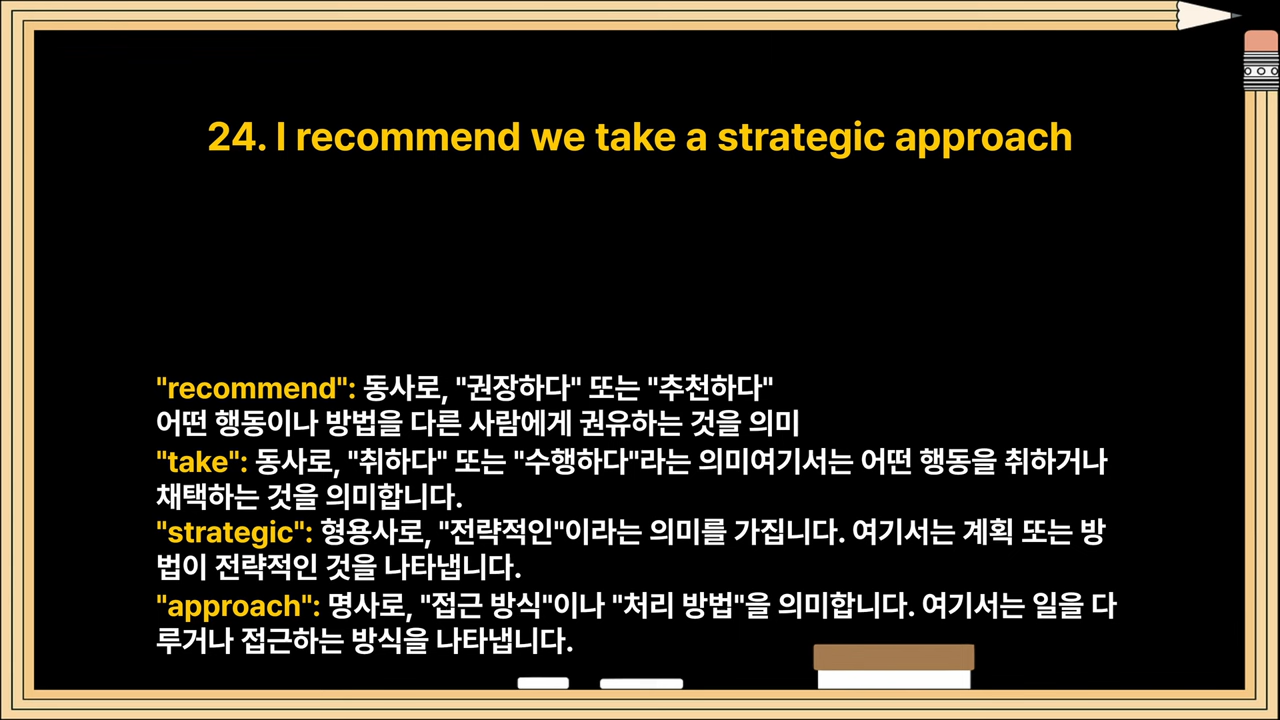 24. I recommend we take a strategic approach
"recommend": 동사로, "권장하다" 또는 "추천하다"
어떤 행동이나 방법을 다른 사람에게 권유하는 것을 의미
"take": 동사로, "취하다" 또는 "수행하다"라는 의미여기서는 어떤 행동을 취하거나
채택하는 것을 의미합니다.
"strategic": 형용사로, "전략적인"이라는 의미를 가집니다. 여기서는 계획 또는 방
법이 전략적인 것을 나타냅니다.
"approach": 명사로, "접근 방식"이나 "처리 방법"을 의미합니다. 여기서는 일을 다
루거나 접근하는 방식을 나타냅니다.